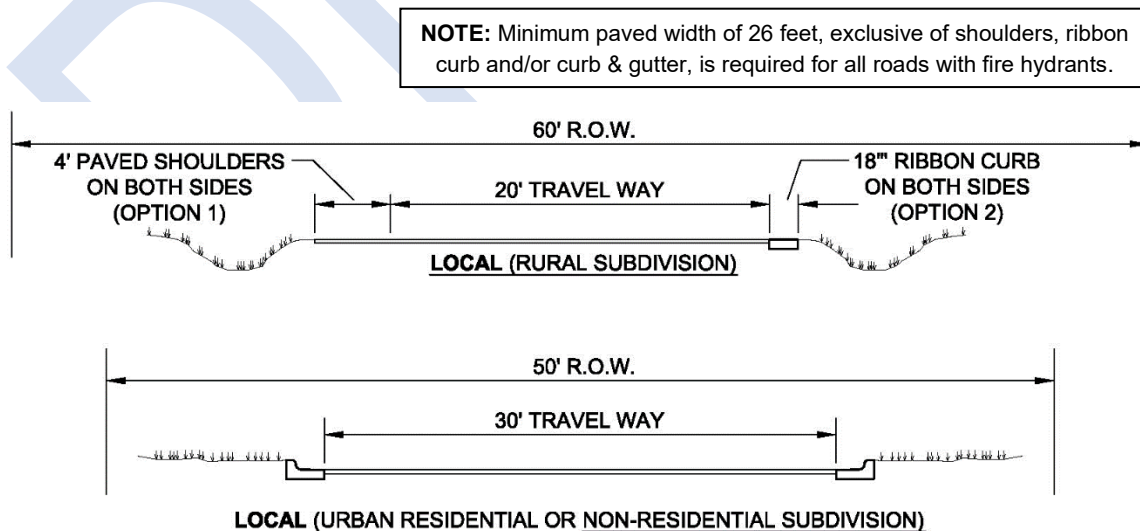 NOTE: Minimum paved width of 26 feet, exclusive of shoulders, ribbon
curb and/or curb & gutter, is required for all roads with fire hydrants.
60' R.O.W.
4' PAVED SHOULDERS
ON BOTH SIDES
(OPTION 1)
20' TRAVEL WAY
18'" RIBBON CURB
ON BOTH SIDES
(OPTION 2)
LOCAL (RURAL SUBDIVISION)
50' R.O.W.
30' TRAVEL WAY
LOCAL (URBAN RESIDENTIAL OR NON-RESIDENTIAL SUBDIVISION)